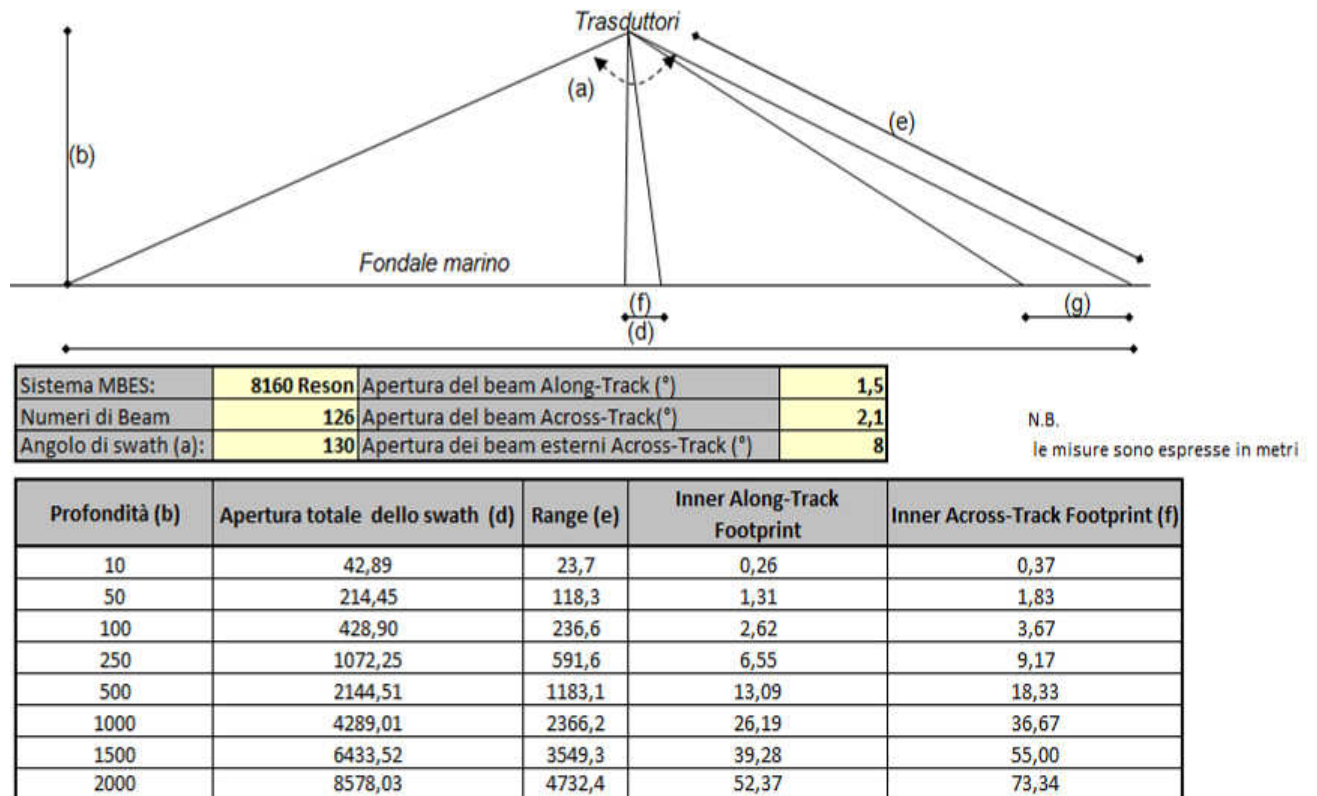 Trasduttori
(a)
(e)
(b)
Fondale marino
(f)
(g)
(d)
Sistema MBES: 8160 Reson Apertura del beam Along-Track (°) 1,5
Numeri di Beam 126 Apertura del beam Across-Track(°) 2,1
Angolo di swath (a): 130 Apertura dei beam esterni Across-Track (°) 8
N.B.
le misure sono espresse in metri
Profondità (b) Apertura totale dello swath (d) Range (e) Inner Along-Track Footprint Inner Across-Track Footprint (f)
10 42,89 23,7 0,26 0,37
50 214,45 118,3 1,31 1,83
100 428,90 236,6 2,62 3,67
250 1072,25 591,6 6,55 9,17
500 2144,51 1183,1 13,09 18,33
1000 4289,01 2366,2 26,19 36,67
1500 6433,52 3549,3 39,28 55,00
2000 8578,03 4732,4 52,37 73,34